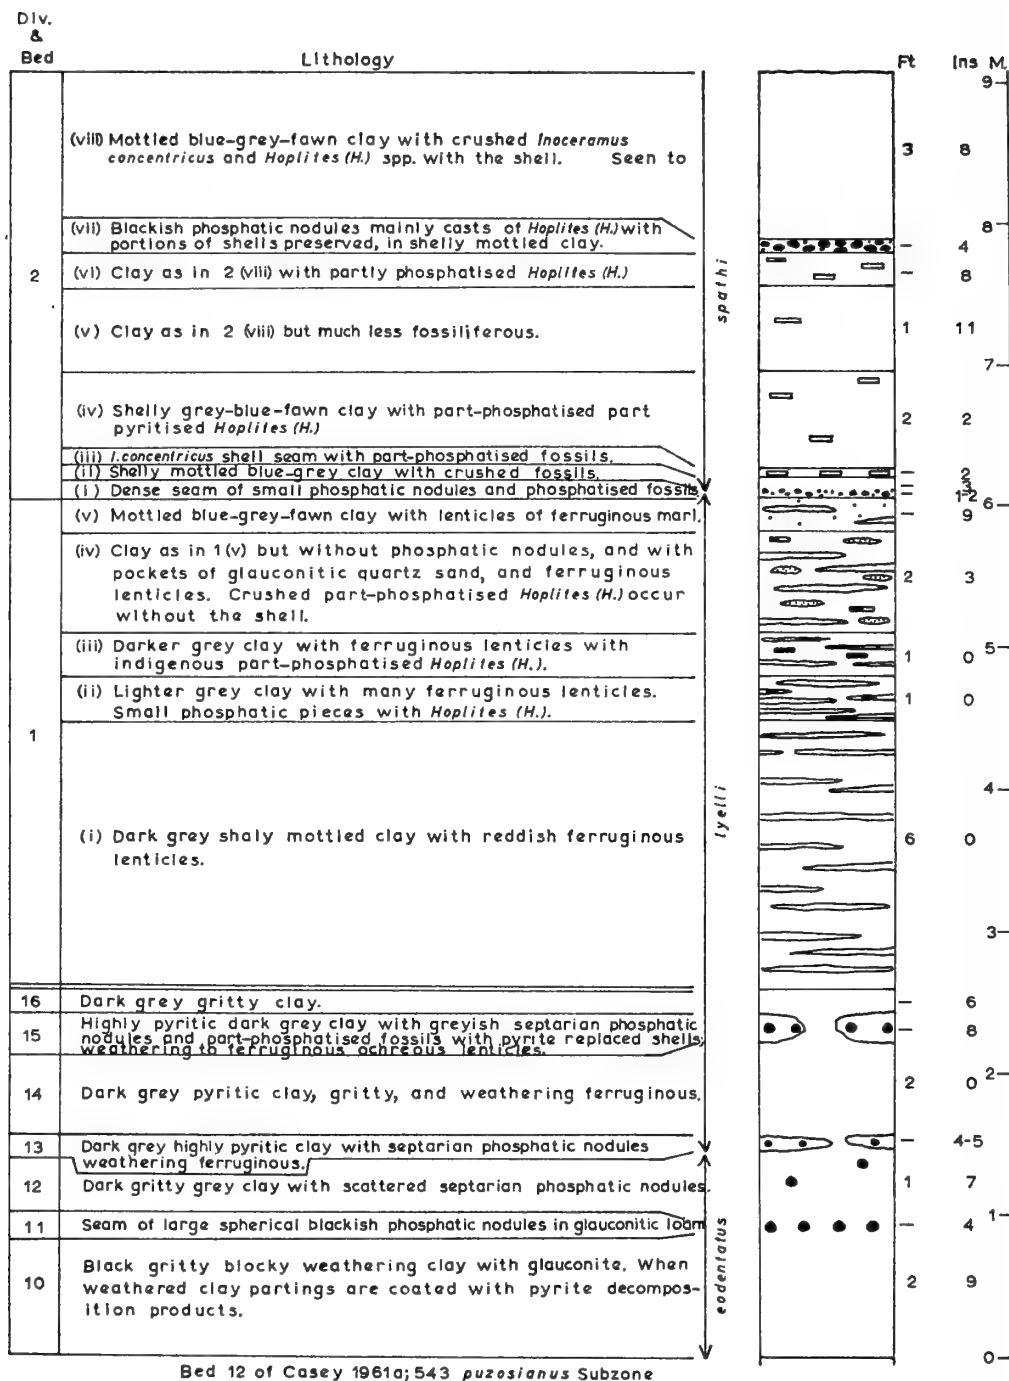 Div.
&
Bed
Lithology
Ft Ins M.
9
(viii) Mottled blue-grey-fawn clay with crushed Inoceramus
concentricus and Hoplites (H.) spp. with the shell. Seen to
3 8
8
(vii) Blackish phosphatic nodules mainly casts of Hoplites (H.) with
portions of shells preserved, in shelly mottled clay.
– 4
2
(vi) Clay as in 2 (viii) with partly phosphatised Hoplites (H.)
– 8
spathi
(v) Clay as in 2 (viii) but much less fossiliferous.
1 11
7
(iv) Shelly grey-blue-fawn clay with part-phosphatised part
pyritised Hoplites (H.)
2 2
(iii) I. concentricus shell seam with part-phosphatised fossils.
– 2
(ii) Shelly mottled blue-grey clay with crushed fossils.
– 3
(i) Dense seam of small phosphatic nodules and phosphatised fossils
– 1-2
6
(v) Mottled blue-grey-fawn clay with lenticles of ferruginous marl.
– 9
(iv) Clay as in 1 (v) but without phosphatic nodules, and with
pockets of glauconitic quartz sand, and ferruginous
lenticles. Crushed part-phosphatised Hoplites (H.) occur
without the shell.
2 3
(iii) Darker grey clay with ferruginous lenticles with
indigenous part-phosphatised Hoplites (H.).
1 0
5
(ii) Lighter grey clay with many ferruginous lenticles.
Small phosphatic pieces with Hoplites (H.).
1 0
1
4
lyelli
(i) Dark grey shaly mottled clay with reddish ferruginous
lenticles.
6 0
3
16 Dark grey gritty clay.
– 6
15 Highly pyritic dark grey clay with greyish septarian phosphatic
nodules and part-phosphatised fossils with pyrite replaced shells,
weathering to ferruginous ochreous lenticles.
– 8
2
14 Dark grey pyritic clay, gritty, and weathering ferruginous.
2 0
13 Dark grey highly pyritic clay with septarian phosphatic nodules
weathering ferruginous.
– 4-5
12 Dark gritty grey clay with scattered septarian phosphatic nodules.
1 7
1
11 Seam of large spherical blackish phosphatic nodules in glauconitic loam
– 4
eodentatus
10 Black gritty blocky weathering clay with glauconite. When
weathered clay partings are coated with pyrite decompos-
ition products.
2 9
0
Bed 12 of Casey 1961a; 543 puzosianus Subzone